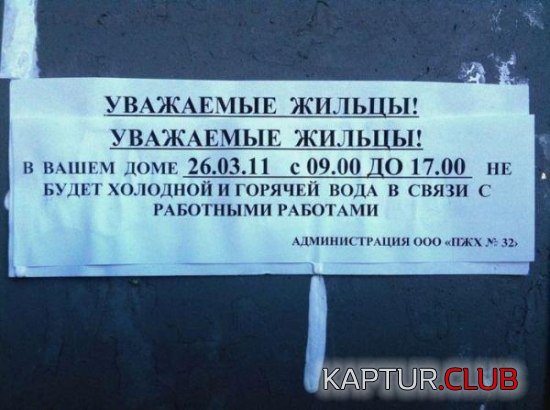 УВАЖАЕМЫЕ ЖИЛЬЦЫ!
УВАЖАЕМЫЕ ЖИЛЬЦЫ!
В ВАШЕМ ДОМЕ 26.03.11 с 09.00 ДО 17.00 НЕ
БУДЕТ ХОЛОДНОЙ И ГОРЯЧЕЙ ВОДА В СВЯЗИ С
РАБОТНЫМИ РАБОТАМИ
АДМИНИСТРАЦИЯ ООО «ПЖХ № 32»
KAPTUR.CLUB